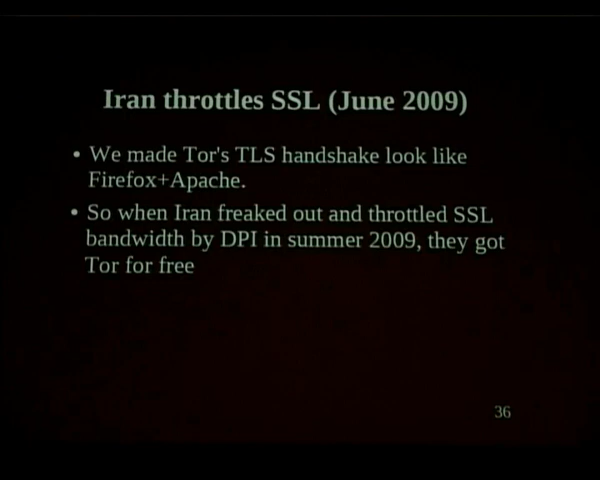 Iran throttles SSL (June 2009)
• We made Tor's TLS handshake look like
Firefox+Apache.
• So when Iran freaked out and throttled SSL
bandwidth by DPI in summer 2009, they got
Tor for free
36